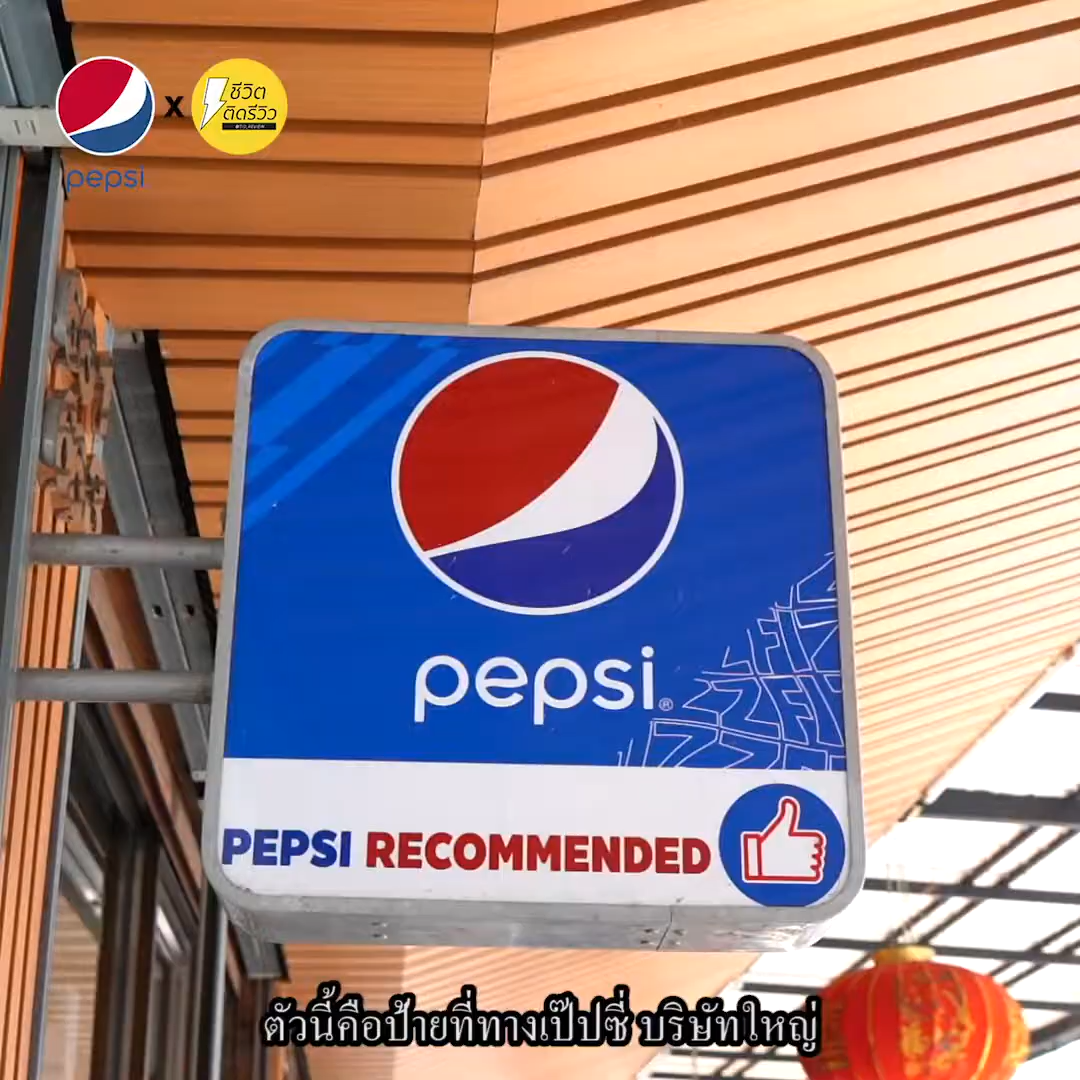 pepsi
X
ชีวิต
ติดรีวิว
pepsi®
PEPSI RECOMMENDED
ตัวนี้คือป้ายที่ทางเป๊ปซี่ บริษัทใหญ่